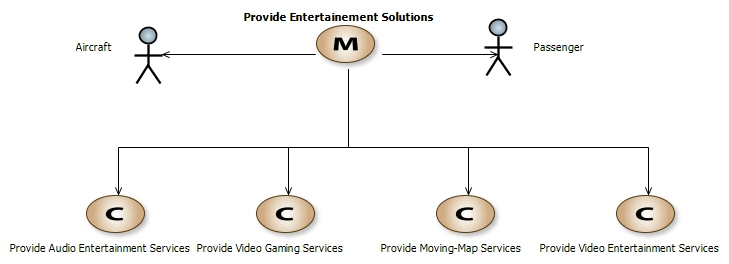 Provide Entertainement Solutions
Aircraft
M
Passenger
C
C
C
C
Provide Audio Entertainment Services
Provide Video Gaming Services
Provide Moving-Map Services
Provide Video Entertainment Services